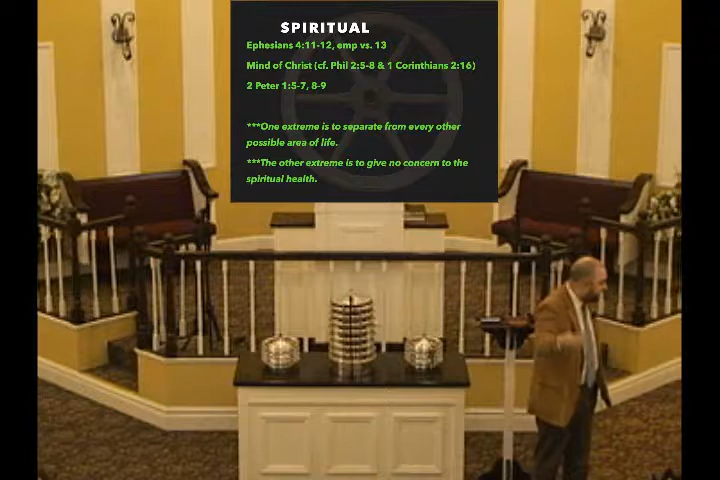 SPIRITUAL
Ephesians 4:11-12, emp vs. 13
Mind of Christ (cf. Phil 2:5-8 & 1 Corinthians 2:16)
2 Peter 1:5-7, 8-9
***One extreme is to separate from every other
possible area of life.
***The other extreme is to give no concern to the
spiritual health.